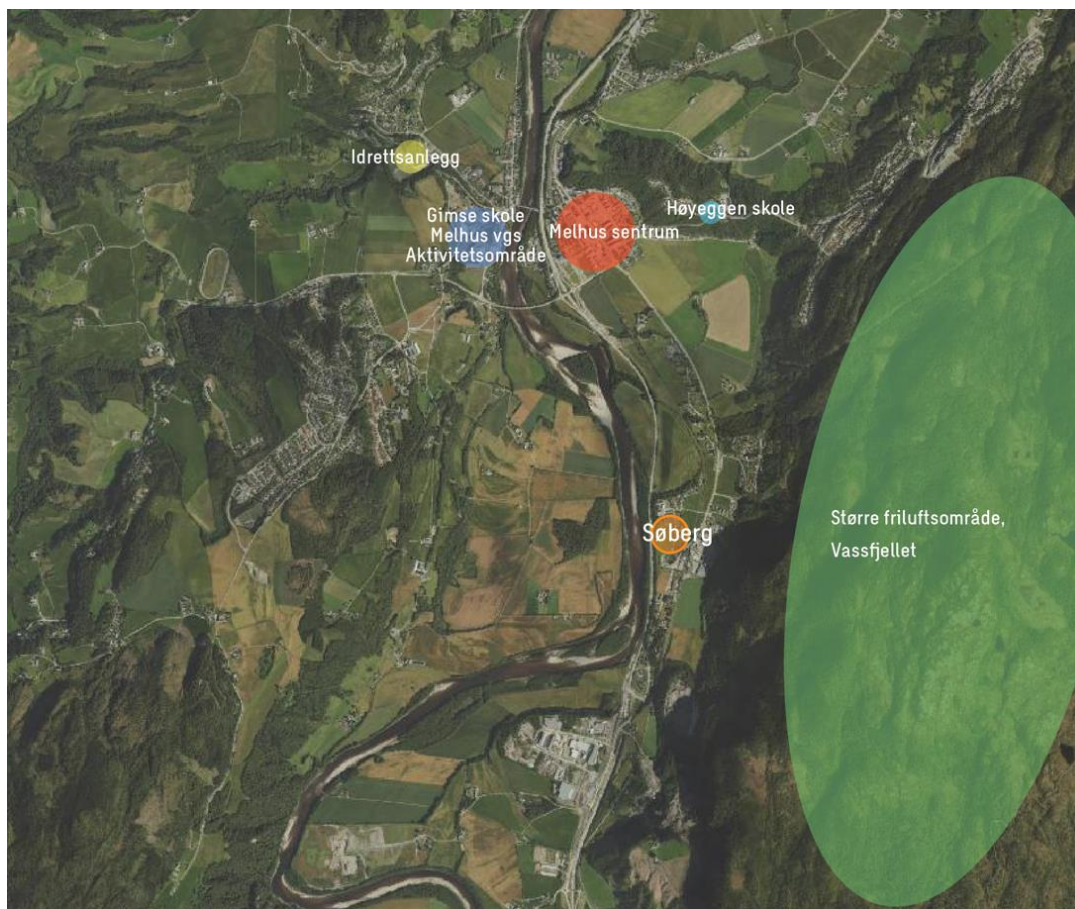 Idrettsanlegg
Gimse skole
Melhus vgs
Aktivitetsområde
Melhus sentrum
Høyeggen skole
Søberg
Større friluftsområde,
Vassfjellet